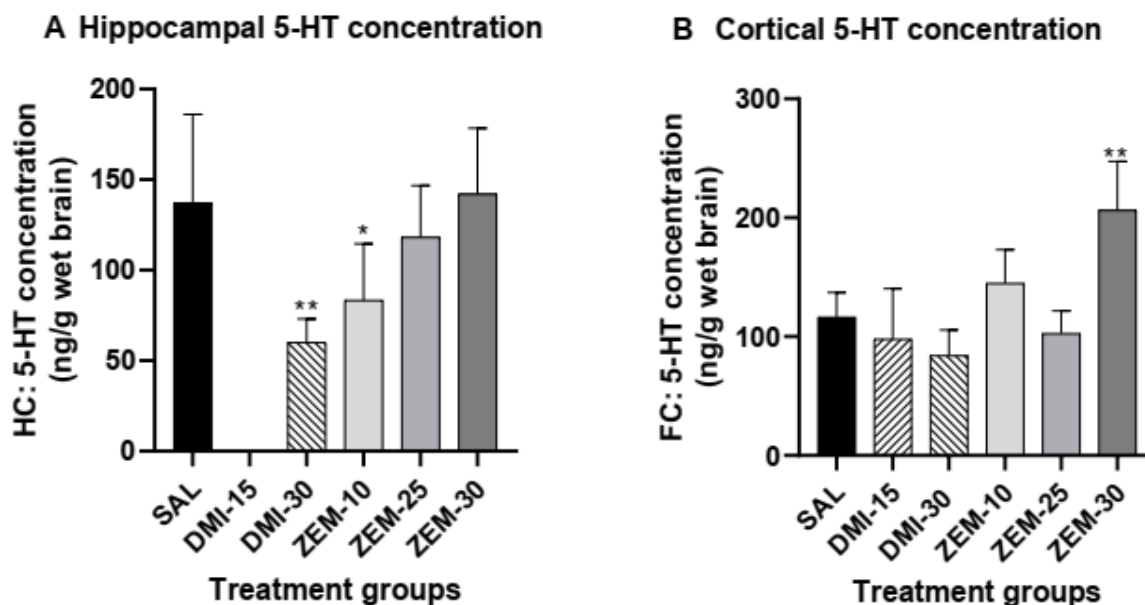 A Hippocampal 5-HT concentration
HC: 5-HT concentration
(ng/g wet brain)
200
150
100
50
0
**
*
SAL
DMI-15
DMI-30
ZEM-10
ZEM-25
ZEM-30
Treatment groups
B Cortical 5-HT concentration
FC: 5-HT concentration
(ng/g wet brain)
300
200
100
0
**
SAL
DMI-15
DMI-30
ZEM-10
ZEM-25
ZEM-30
Treatment groups